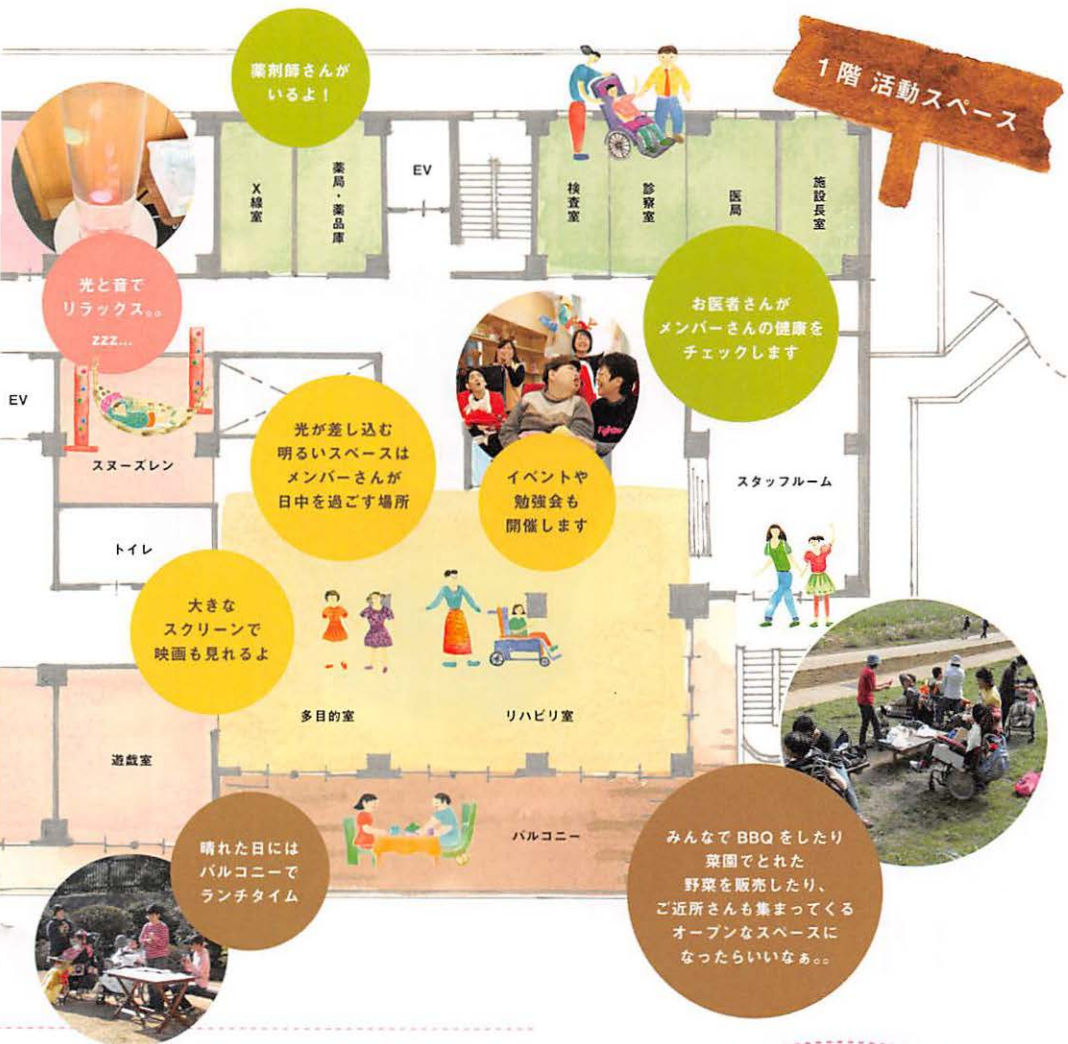 1階 活動スペース
薬剤師さんが
いるよ！
X線室
薬局・薬品庫
EV
検査室
診察室
医局
施設長室
光と音で
リラックス。。
zzz...
お医者さんが
メンバーさんの健康を
チェックします
EV
スヌーズレン
光が差し込む
明るいスペースは
メンバーさんが
日中を過ごす場所
イベントや
勉強会も
開催します
スタッフルーム
トイレ
大きな
スクリーンで
映画も見れるよ
多目的室
リハビリ室
遊戯室
晴れた日には
バルコニーで
ランチタイム
バルコニー
みんなで BBQ をしたり
菜園でとれた
野菜を販売したり、
ご近所さんも集まってくる
オープンなスペースに
なったらいいなぁ。。